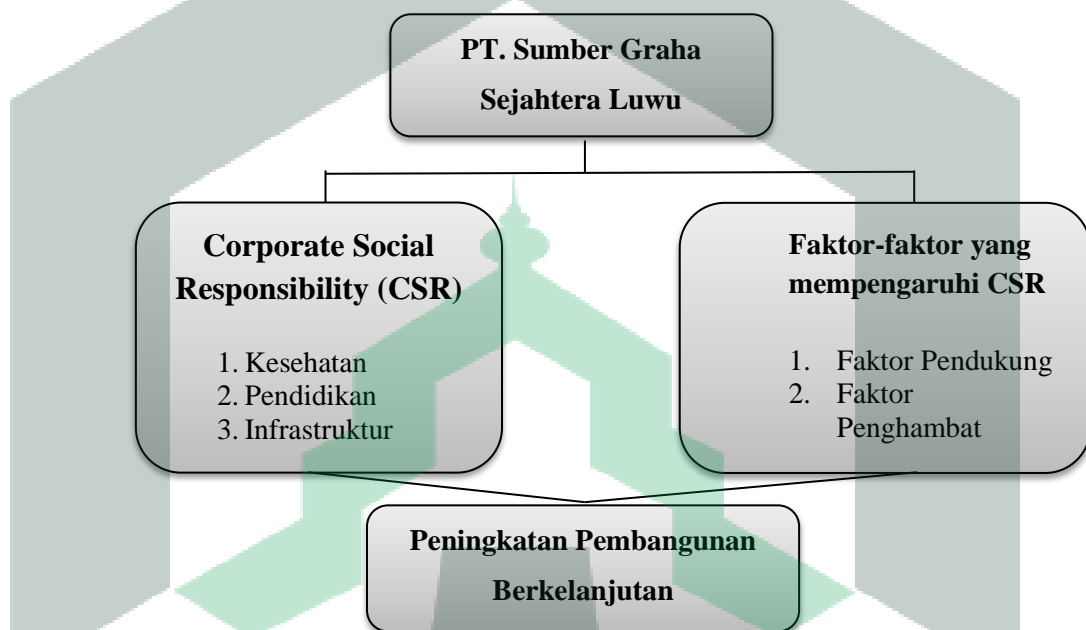 PT. Sumber Graha
Sejahtera Luwu
Corporate Social
Responsibility (CSR)
1. Kesehatan
2. Pendidikan
3. Infrastruktur
Faktor-faktor yang
mempengaruhi CSR
1. Faktor Pendukung
2. Faktor
Penghambat
Peningkatan Pembangunan
Berkelanjutan